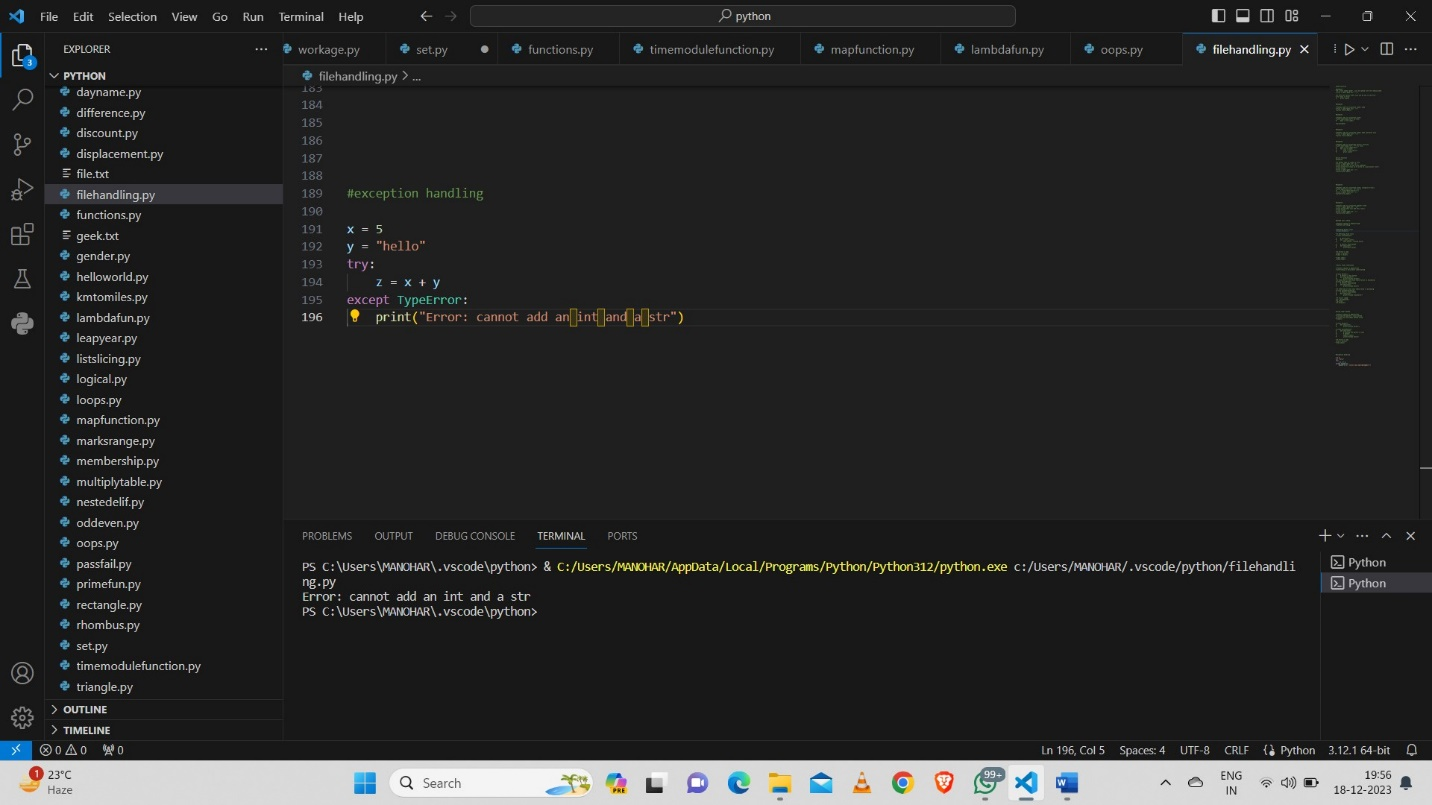 File Edit Selection View Go Run Terminal Help
python
EXPLORER
workage.py set.py functions.py timemodulefunction.py mapfunction.py lambdafun.py oops.py filehandling.py
PYTHON
filehandling.py > ...
dayname.py
difference.py
discount.py
displacement.py
file.txt
filehandling.py
functions.py
geek.txt
gender.py
helloworld.py
kmtomiles.py
lambdafun.py
leapyear.py
listslicing.py
logical.py
loops.py
mapfunction.py
marksrange.py
membership.py
multiplytable.py
nestedelif.py
oddeven.py
oops.py
passfail.py
primefun.py
rectangle.py
rhombus.py
set.py
timemodulefunction.py
triangle.py
OUTLINE
TIMELINE
3
183
184
185
186
187
188
189 #exception handling
190
191 x = 5
192 y = "hello"
193 try:
194 z = x + y
195 except TypeError:
196 print("Error: cannot add an int and a str")
PROBLEMS OUTPUT DEBUG CONSOLE TERMINAL PORTS
PS C:\Users\MANOHAR\.vscode\python> & C:/Users/MANOHAR/AppData/Local/Programs/Python/Python312/python.exe c:/Users/MANOHAR/.vscode/python/filehandli
ng.py
Error: cannot add an int and a str
PS C:\Users\MANOHAR\.vscode\python>
Python
Python
0 0 0 Ln 196, Col 5 Spaces: 4 UTF-8 CRLF Python 3.12.1 64-bit
1 23°C
Haze
Search
PRE
99+
ENG
IN
19:56
18-12-2023